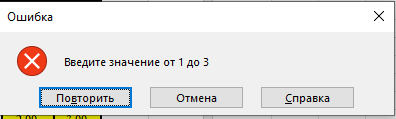 Ошибка
Введите значение от 1 до 3
Повторить
Отмена
Справка